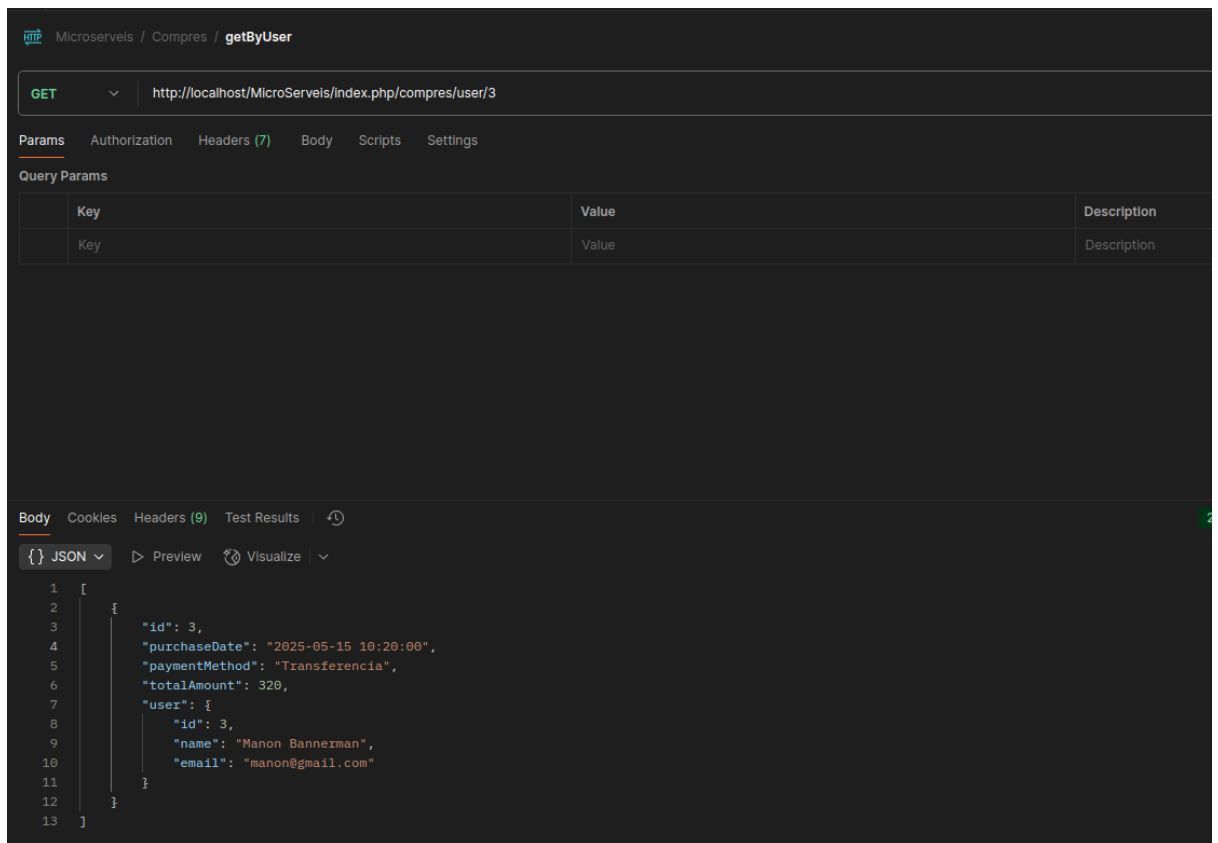 HTTP Microserveis / Compres / getByUser
GET http://localhost/MicroServeis/index.php/compres/user/3
Params Authorization Headers (7) Body Scripts Settings
Query Params
Key Value Description
Key Value Description
Body Cookies Headers (9) Test Results 2
{} JSON Preview Visualize
1 [
2 {
3 "id": 3,
4 "purchaseDate": "2025-05-15 10:20:00",
5 "paymentMethod": "Transferencia",
6 "totalAmount": 320,
7 "user": {
8 "id": 3,
9 "name": "Manon Bannerman",
10 "email": "manon@gmail.com"
11 }
12 }
13 ]